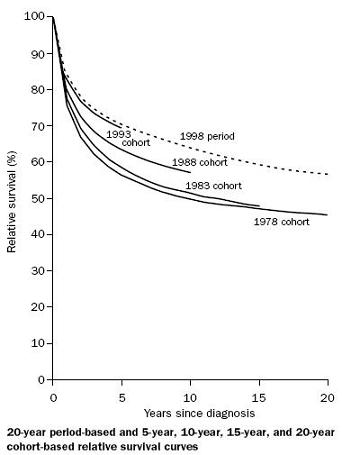 100
90
80
70
60
50
40
30
20
10
0
Relative survival (%)
1993
cohort
1998 period
1988 cohort
1983 cohort
1978 cohort
0
5
10
15
20
Years since diagnosis
20-year period-based and 5-year, 10-year, 15-year, and 20-year
cohort-based relative survival curves